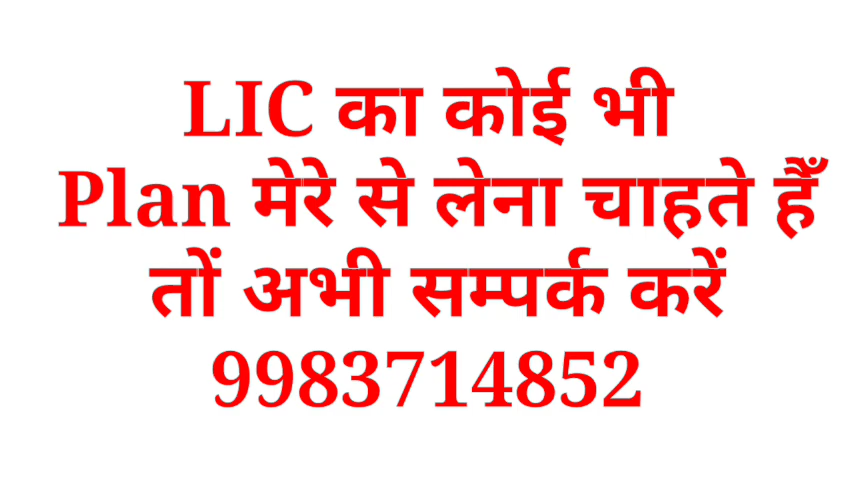 LIC का कोई भी
Plan मेरे से लेना चाहते हैँ
तों अभी सम्पर्क करें
9983714852